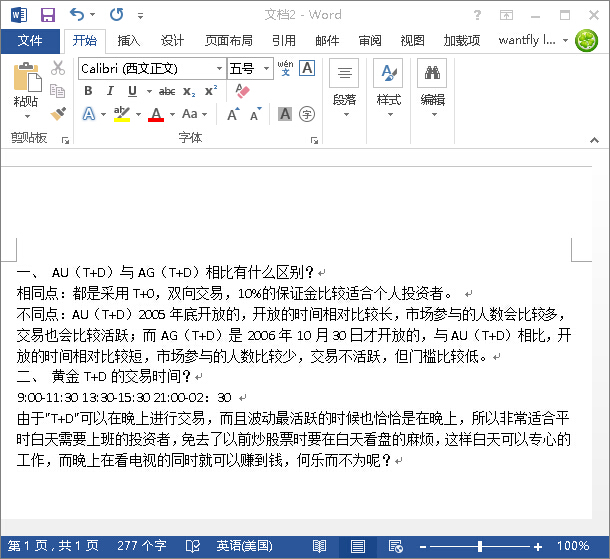 文档2 - Word
文件 开始 插入 设计 页面布局 引用 邮件 审阅 视图 加载项 wantfly l...
Calibri (西文正文) 五号 wén 文 A
粘贴 B I U abc x₂ x² 段落 样式 编辑
A aby A Aa A A A 字
剪贴板 字体
一、 AU（T+D）与 AG（T+D）相比有什么区别？
相同点：都是采用 T+0，双向交易，10%的保证金比较适合个人投资者。
不同点：AU（T+D）2005 年底开放的，开放的时间相对比较长，市场参与的人数会比较多，
交易也会比较活跃；而 AG（T+D）是 2006 年 10 月 30 日才开放的，与 AU（T+D）相比，开
放的时间相对比较短，市场参与的人数比较少，交易不活跃，但门槛比较低。
二、 黄金 T+D 的交易时间？
9:00-11:30 13:30-15:30 21:00-02：30
由于"T+D"可以在晚上进行交易，而且波动最活跃的时候也恰恰是在晚上，所以非常适合平
时白天需要上班的投资者，免去了以前炒股票时要在白天看盘的麻烦，这样白天可以专心的
工作，而晚上在看电视的同时就可以赚到钱，何乐而不为呢？
第 1 页，共 1 页 277 个字 英语(美国) 100%